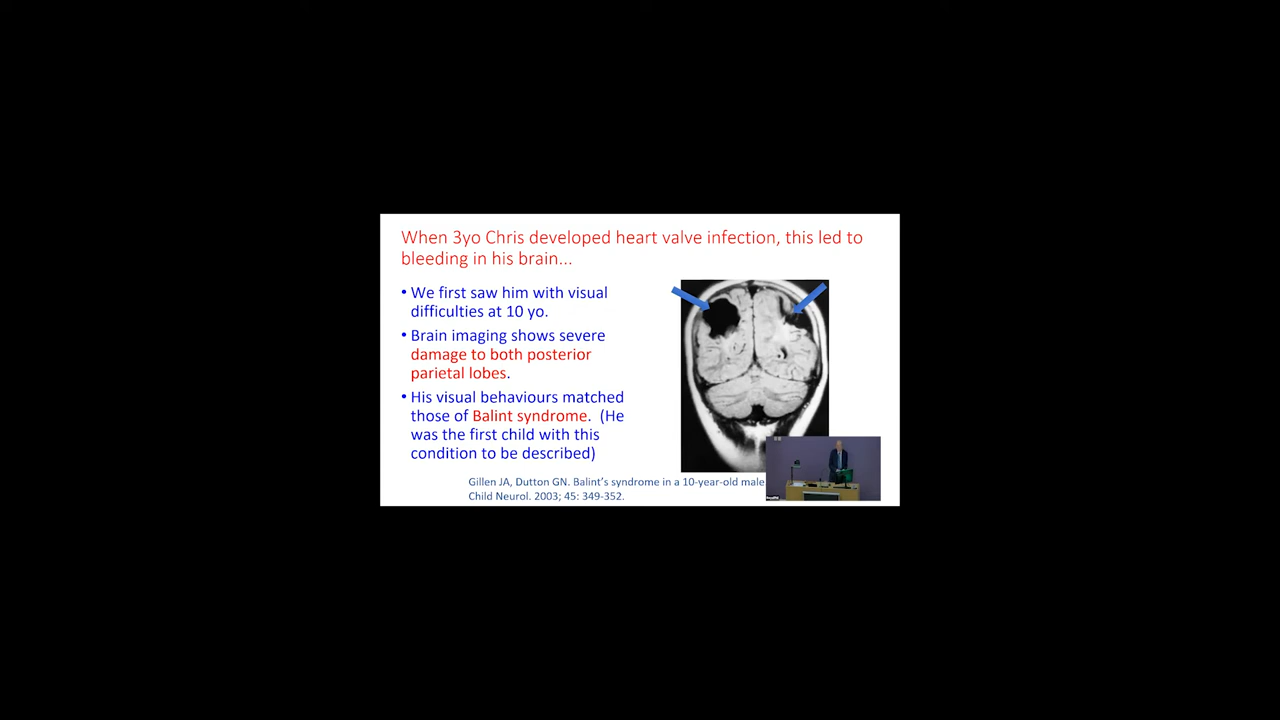 When 3yo Chris developed heart valve infection, this led to
bleeding in his brain...
• We first saw him with visual
difficulties at 10 yo.
• Brain imaging shows severe
damage to both posterior
parietal lobes.
• His visual behaviours matched
those of Balint syndrome. (He
was the first child with this
condition to be described)
Gillen JA, Dutton GN. Balint's syndrome in a 10-year-old male
Child Neurol. 2003; 45: 349-352.